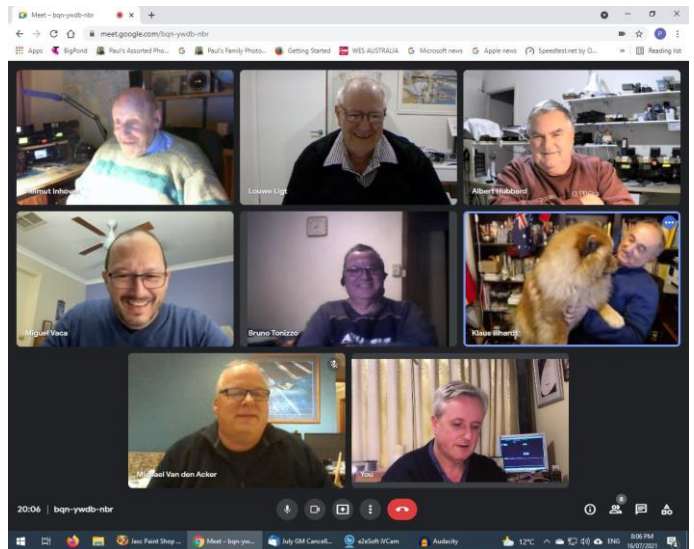 Meet – bqn-ywdb-nbr
meet.google.com/bqn-ywdb-nbr
P
Apps
BigPond
Paul's Assorted Pho...
Paul's Family Photo...
Getting Started
WES AUSTRALIA
Microsoft news
Apple news
Speedtest.net by O...
»
Reading list
Louwe Ligt
Albert Hubberd
Miguel Vaca
Bruno Tonizzo
Michael Van den Acker
You
20:06 | bqn-ywdb-nbr
8
Jasc Paint Shop ...
Meet – bqn-yw...
July GM Cancell...
e2eSoft iVCam
Audacity
12°C
ENG
8:06 PM
16/07/2021